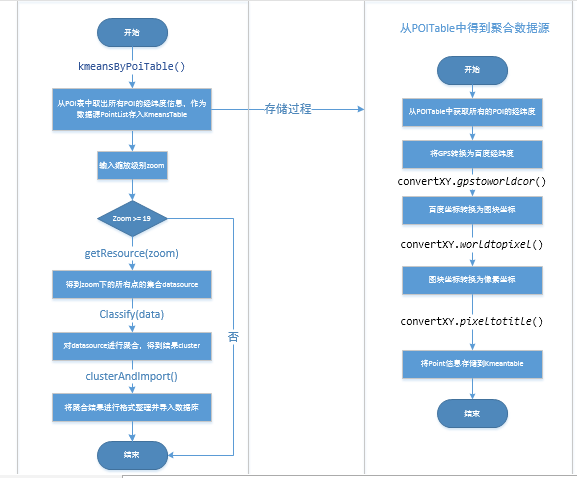 开始
kmeansByPoiTable()
从POI表中取出所有POI的经纬度信息，作为
数据源PointList存入KmeansTable
存储过程
输入缩放级别zoom
Zoom >= 19
getResource(zoom)
得到zoom下的所有点的集合datasource
Classify(data)
对datasource进行聚合，得到结果cluster
否
clusterAndImport()
将聚合结果进行格式整理并导入数据库
结束
从POITable中得到聚合数据源
开始
从POITable中获取所有的POI的经纬度
将GPS转换为百度经纬度
convertXY.gpstoworldcor()
百度坐标转换为图块坐标
convertXY.worldtopixel()
图块坐标转换为像素坐标
convertXY.pixeltotitle()
将Point信息存储到Kmeantable
结束